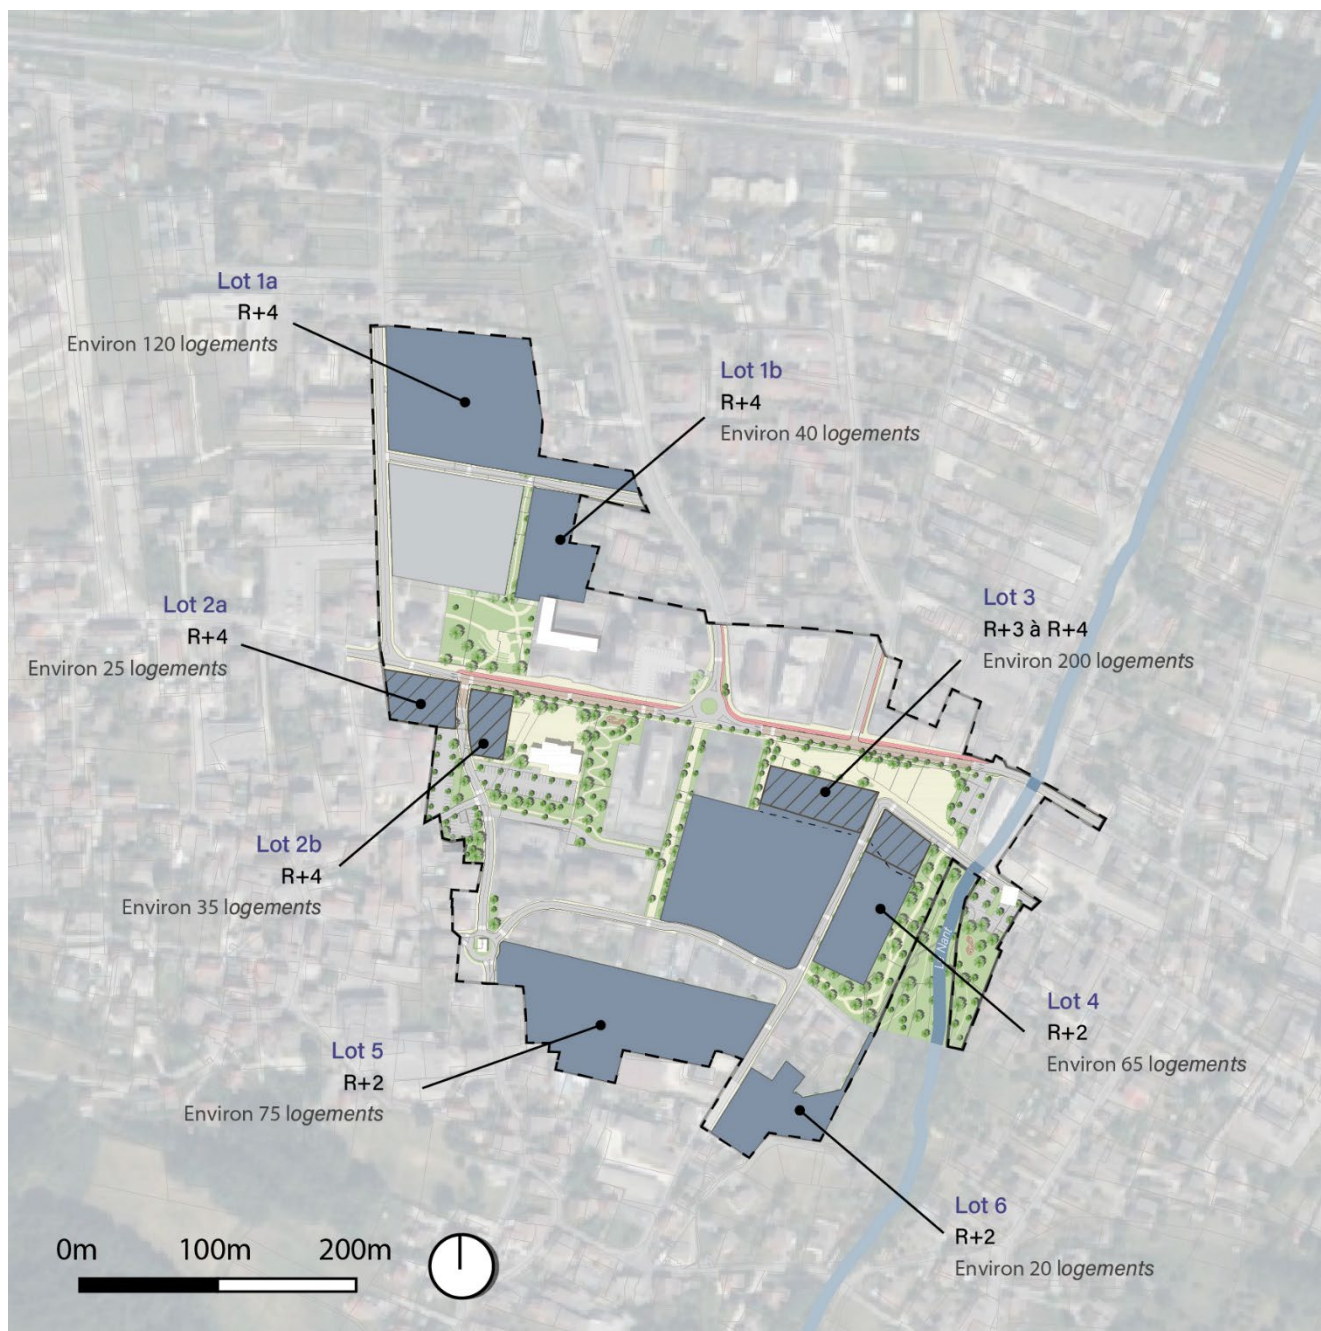 Lot 1a
R+4
Environ 120 logements
Lot 1b
R+4
Environ 40 logements
Lot 2a
R+4
Environ 25 logements
Lot 3
R+3 à R+4
Environ 200 logements
Lot 2b
R+4
Environ 35 logements
Le Nant
Lot 4
R+2
Environ 65 logements
Lot 5
R+2
Environ 75 logements
Lot 6
R+2
Environ 20 logements
0m 100m 200m